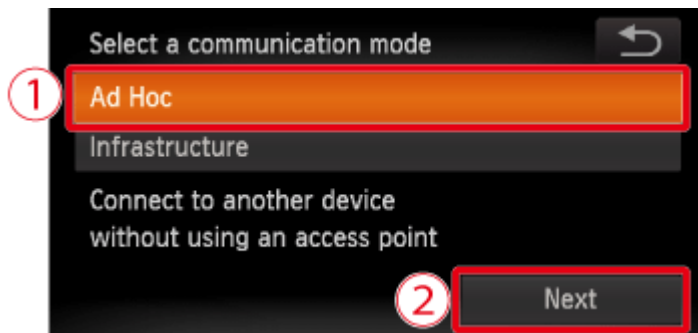 Select a communication mode
1
Ad Hoc
Infrastructure
Connect to another device
without using an access point
2
Next